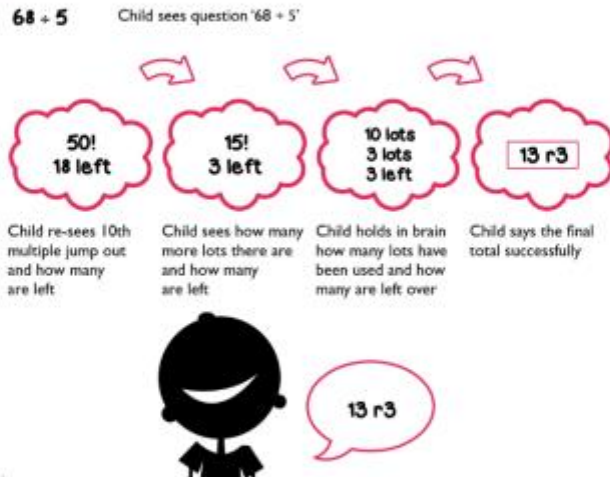 68 ÷ 5
Child sees question '68 ÷ 5'
50!
18 left
15!
3 left
10 lots
3 lots
3 left
13 r3
Child re-sees 10th
multiple jump out
and how many
are left
Child sees how many
more lots there are
and how many
are left
Child holds in brain
how many lots have
been used and how
many are left over
Child says the final
total successfully
13 r3